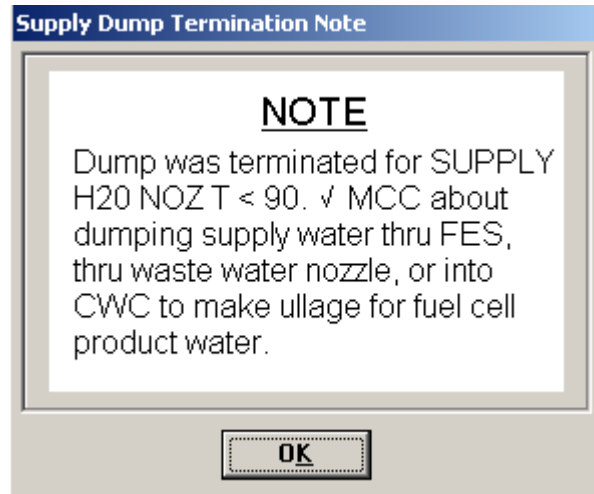 Supply Dump Termination Note
NOTE
Dump was terminated for SUPPLY
H20 NOZ T < 90. √ MCC about
dumping supply water thru FES,
thru waste water nozzle, or into
CWC to make ullage for fuel cell
product water.
OK